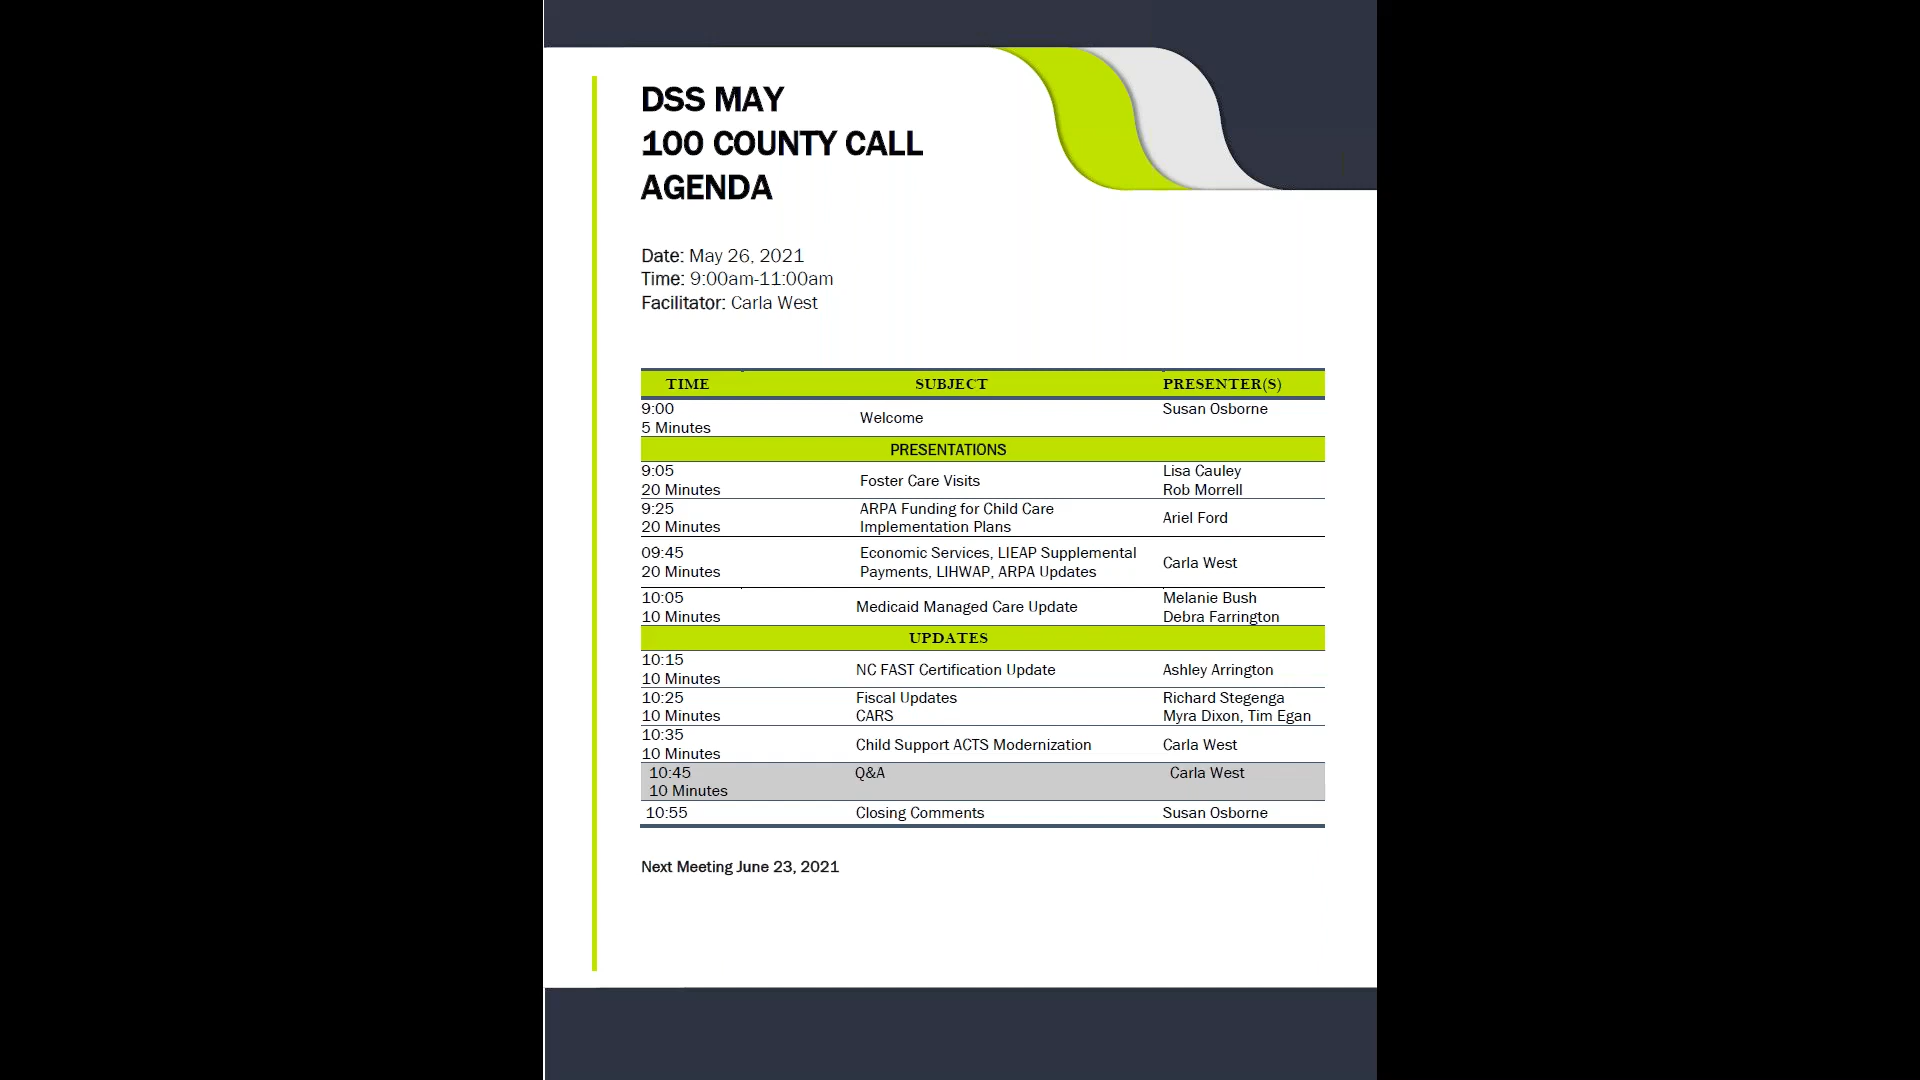 DSS MAY
100 COUNTY CALL
AGENDA
Date: May 26, 2021
Time: 9:00am-11:00am
Facilitator: Carla West
TIME SUBJECT PRESENTER(S)
9:00
5 Minutes
Welcome
Susan Osborne
PRESENTATIONS
9:05
20 Minutes
Foster Care Visits
Lisa Cauley
Rob Morrell
9:25
20 Minutes
ARPA Funding for Child Care
Implementation Plans
Ariel Ford
09:45
20 Minutes
Economic Services, LIEAP Supplemental
Payments, LIHWAP, ARPA Updates
Carla West
10:05
10 Minutes
Medicaid Managed Care Update
Melanie Bush
Debra Farrington
UPDATES
10:15
10 Minutes
NC FAST Certification Update
Ashley Arrington
10:25
10 Minutes
Fiscal Updates
CARS
Richard Stegenga
Myra Dixon, Tim Egan
10:35
10 Minutes
Child Support ACTS Modernization
Carla West
10:45
10 Minutes
Q&A
Carla West
10:55
Closing Comments
Susan Osborne
Next Meeting June 23, 2021